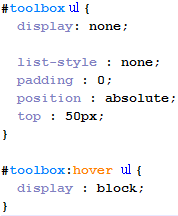 #toolbox ul {
display: none;
list-style : none;
padding : 0;
position : absolute;
top : 50px;
}
#toolbox:hover ul {
display : block;
}